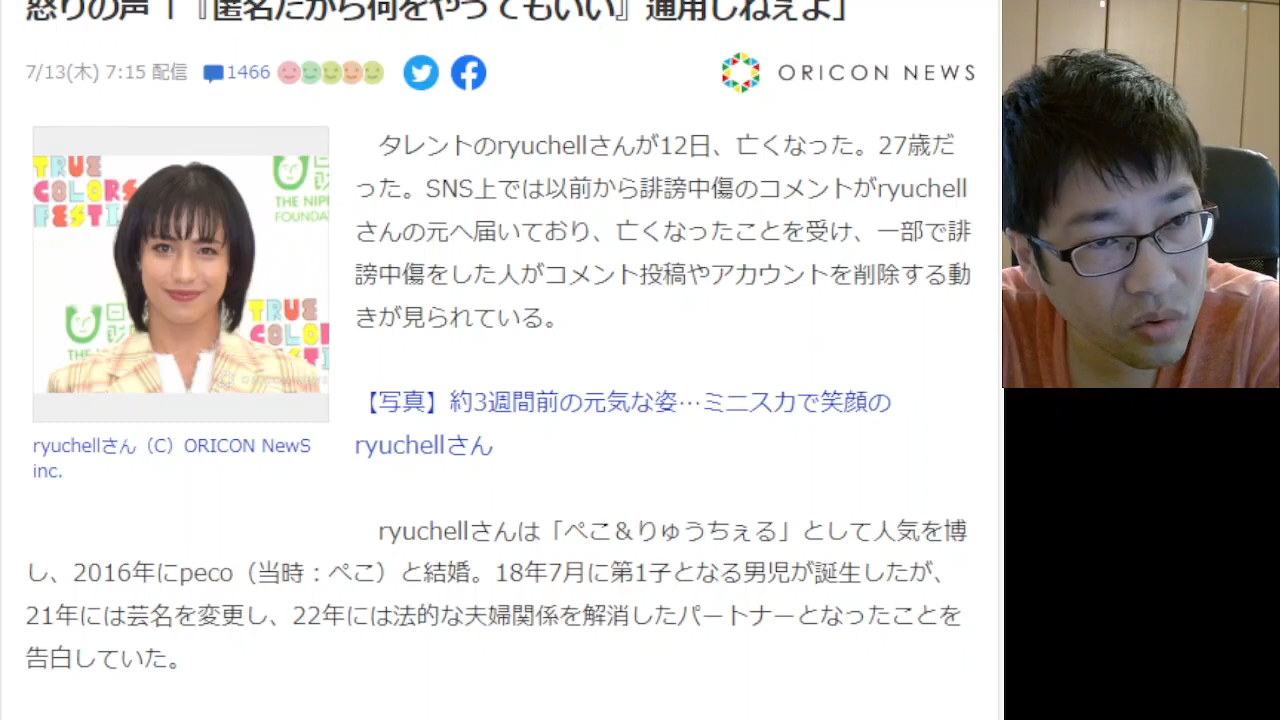 怒りの声「『匿名だから何をやってもいい』通用しねえよ」
7/13(木) 7:15 配信
1466
ORICON NEWS
TRUE
COLORS
FESTI
THE NIP
FOUNDAT
TRUE
COLO
FESTI
ryuchellさん（C）ORICON NewS
inc.
タレントのryuchellさんが12日、亡くなった。27歳だ
った。SNS上では以前から誹謗中傷のコメントがryuchell
さんの元へ届いており、亡くなったことを受け、一部で誹
謗中傷をした人がコメント投稿やアカウントを削除する動
きが見られている。
【写真】約3週間前の元気な姿…ミニスカで笑顔の
ryuchellさん
ryuchellさんは「ぺこ＆りゅうちぇる」として人気を博
し、2016年にpeco（当時：ぺこ）と結婚。18年7月に第1子となる男児が誕生したが、
21年には芸名を変更し、22年には法的な夫婦関係を解消したパートナーとなったことを
告白していた。